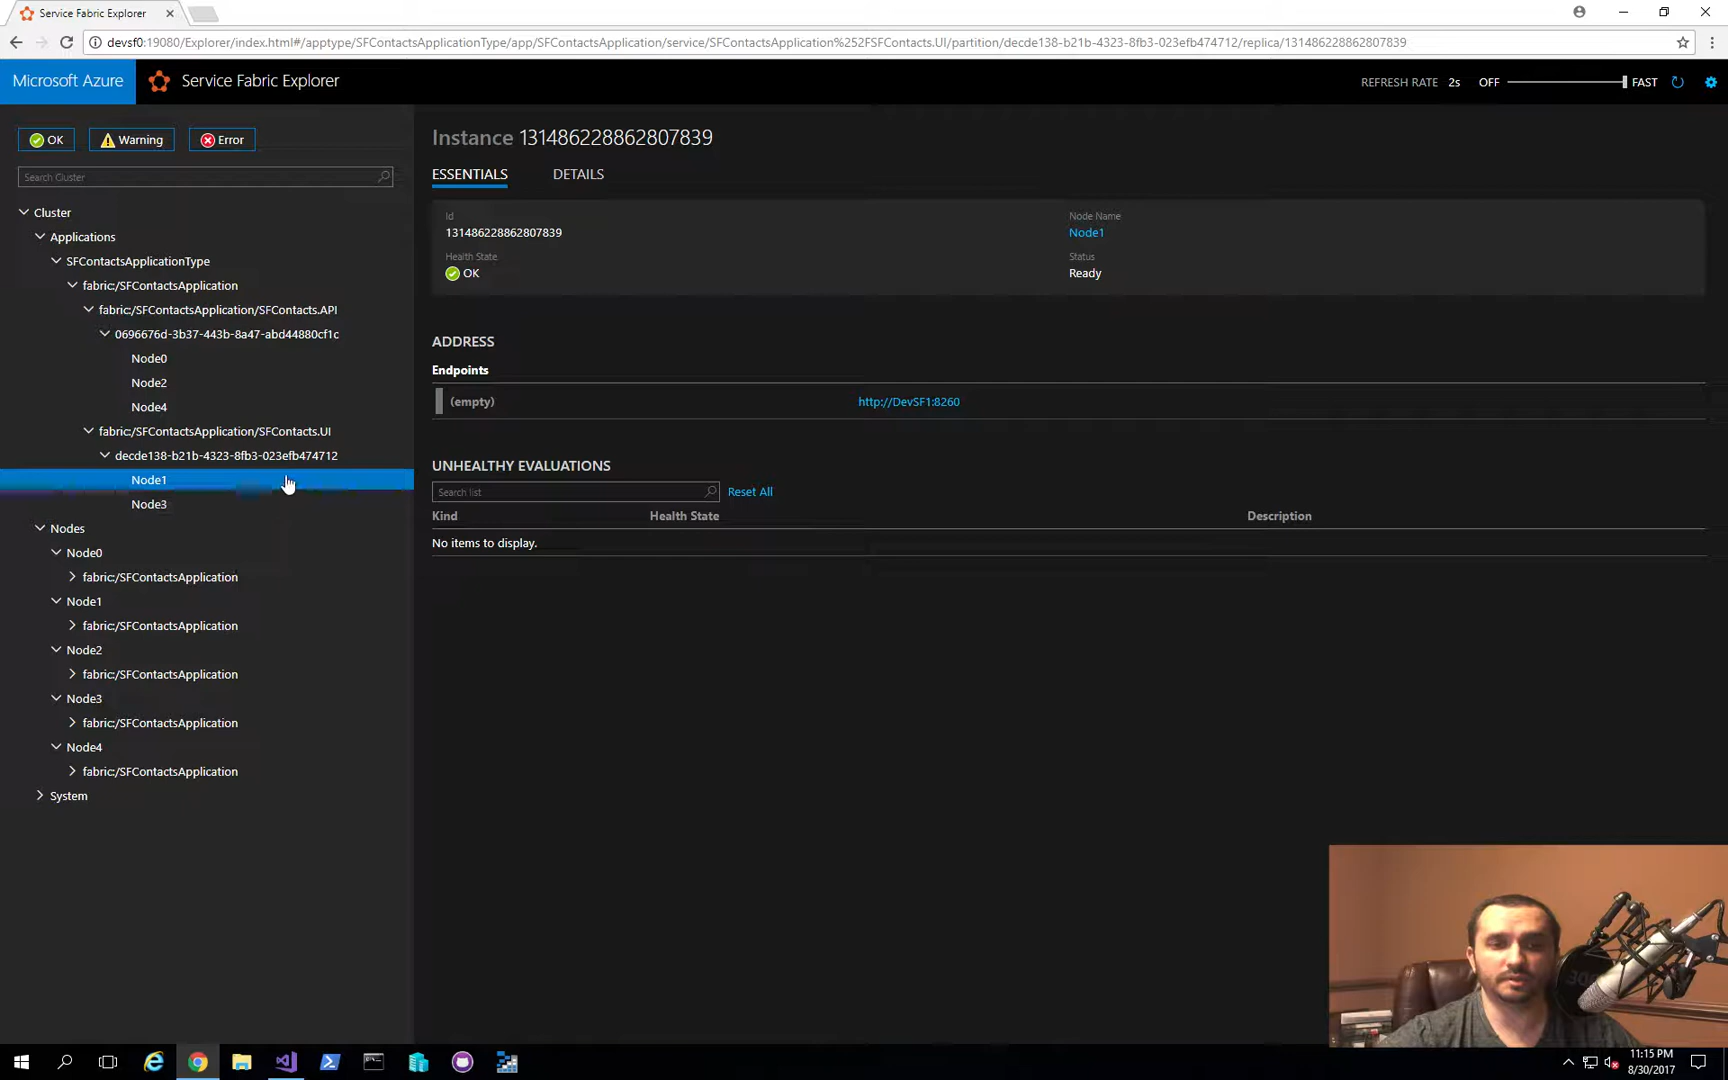 Service Fabric Explorer
devsf0:19080/Explorer/index.html#/apptype/SFContactsApplicationType/app/SFContactsApplication/service/SFContactsApplication%252FSFContacts.UI/partition/decde138-b21b-4323-8fb3-023efb474712/replica/131486228862807839
Microsoft Azure
Service Fabric Explorer
REFRESH RATE 2s OFF FAST
OK
Warning
Error
Search Cluster
Cluster
Applications
SFContactsApplicationType
fabric:/SFContactsApplication
fabric:/SFContactsApplication/SFContacts.API
0696676d-3b37-443b-8a47-abd44880cf1c
Node0
Node2
Node4
fabric:/SFContactsApplication/SFContacts.UI
decde138-b21b-4323-8fb3-023efb474712
Node1
Node3
Nodes
Node0
fabric:/SFContactsApplication
Node1
fabric:/SFContactsApplication
Node2
fabric:/SFContactsApplication
Node3
fabric:/SFContactsApplication
Node4
fabric:/SFContactsApplication
System
Instance 131486228862807839
ESSENTIALS
DETAILS
Id
131486228862807839
Node Name
Node1
Health State
OK
Status
Ready
ADDRESS
Endpoints
(empty) http://DevSF1:8260
UNHEALTHY EVALUATIONS
Search list
Reset All
Kind Health State Description
No items to display.
11:15 PM
8/30/2017